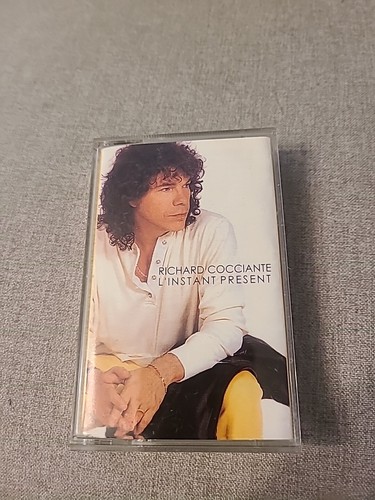 RICHARD COCCIANTE
L'INSTANT PRESENT